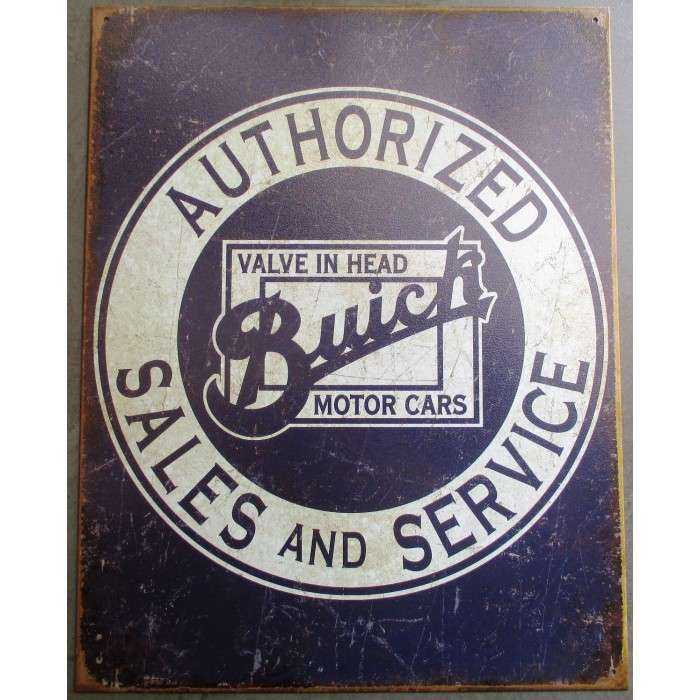 AUTHORIZED
VALVE IN HEAD
Buick
MOTOR CARS
SALES AND SERVICE